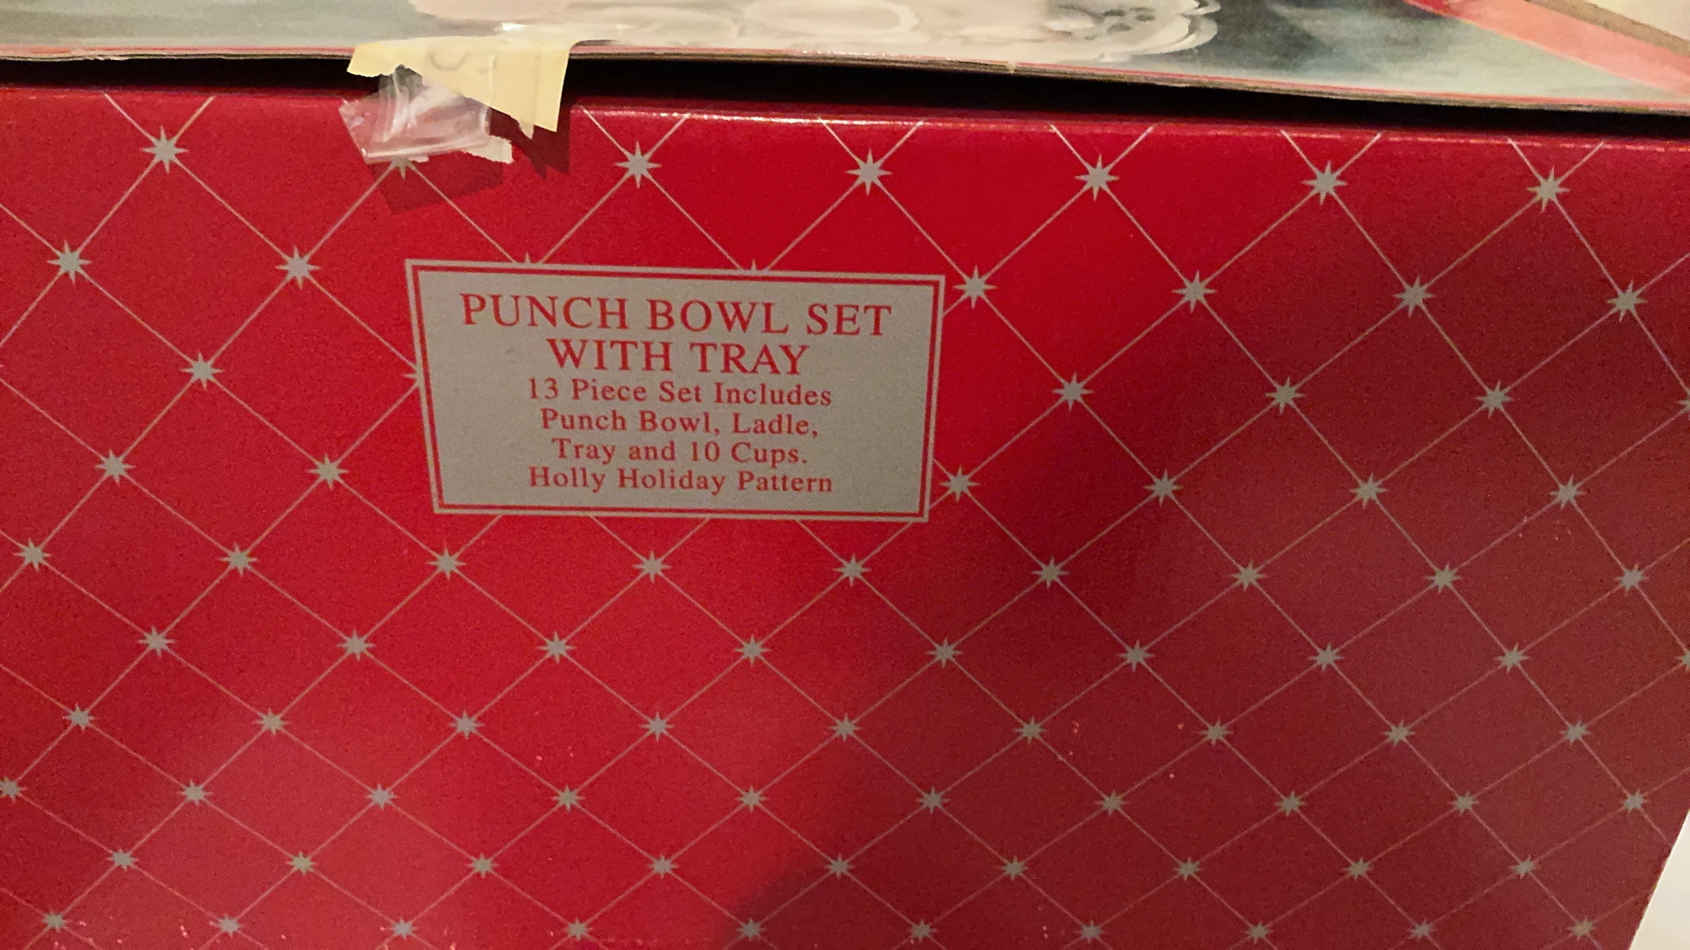 PUNCH BOWL SET
WITH TRAY
13 Piece Set Includes
Punch Bowl, Ladle,
Tray and 10 Cups.
Holly Holiday Pattern